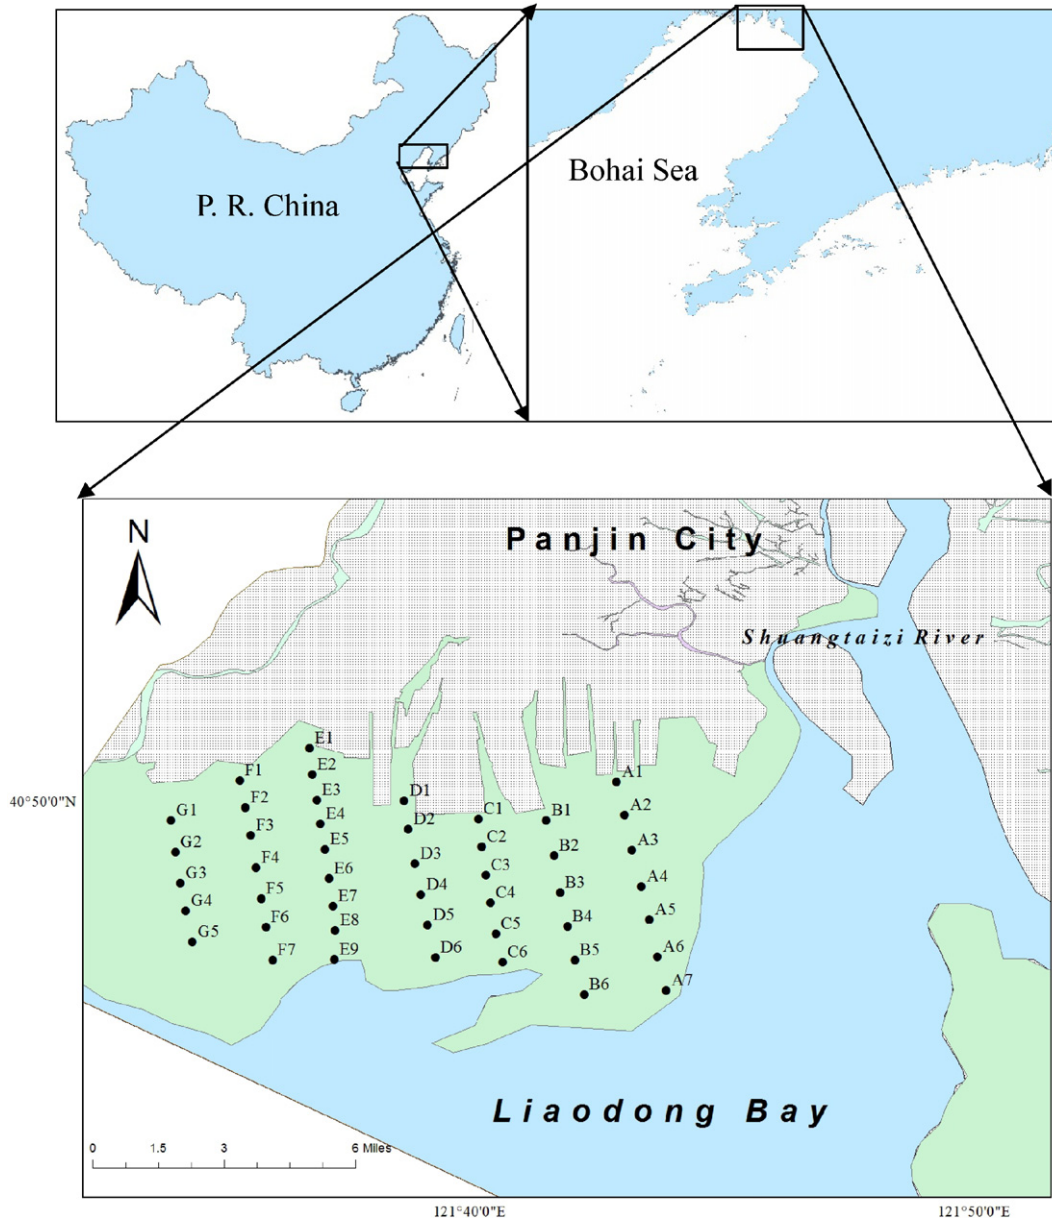 P. R. China
Bohai Sea
N
Panjin City
Shuangtaizi River
E1
E2
F1
A1
E3
D1
40°50'0"N
G1
F2
E4
C1
B1
A2
F3
D2
G2
E5
C2
B2
A3
F4
D3
G3
E6
C3
B3
A4
F5
D4
G4
E7
C4
A5
F6
E8
D5
C5
B4
G5
F7
E9
D6
C6
B5
A6
B6
A7
Liaodong Bay
0 1.5 3 6 Miles
121°40'0"E 121°50'0"E